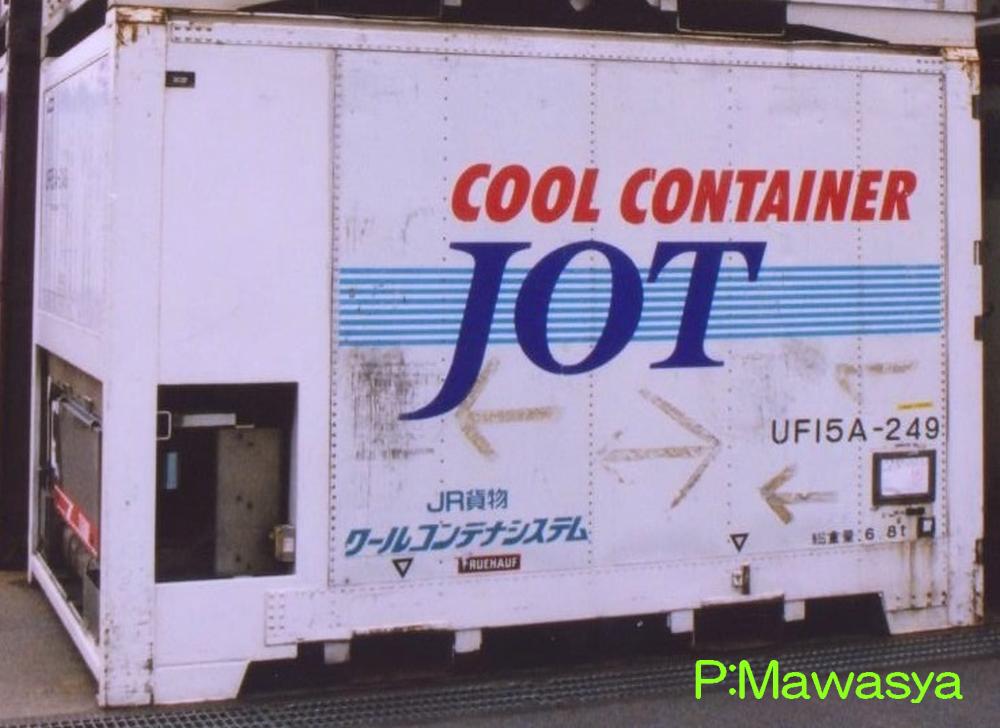 COOL CONTAINER
JOT
UF15A-249
JR貨物
クールコンテナシステム
FRUEHAUF
総重量 6.8t
P:Mawasya